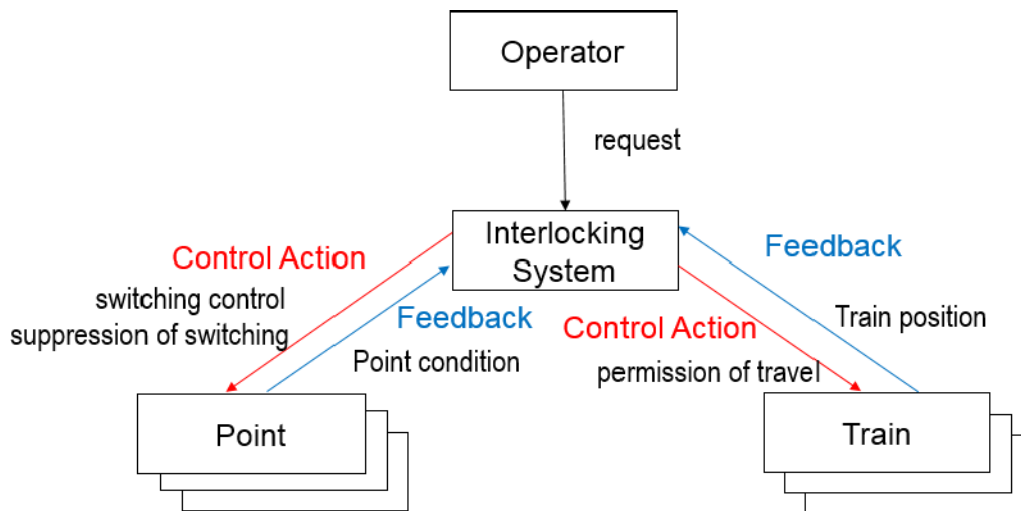 Operator
request
Interlocking
System
Control Action
switching control
suppression of switching
Feedback
Point condition
Feedback
Train position
Control Action
permission of travel
Point
Train